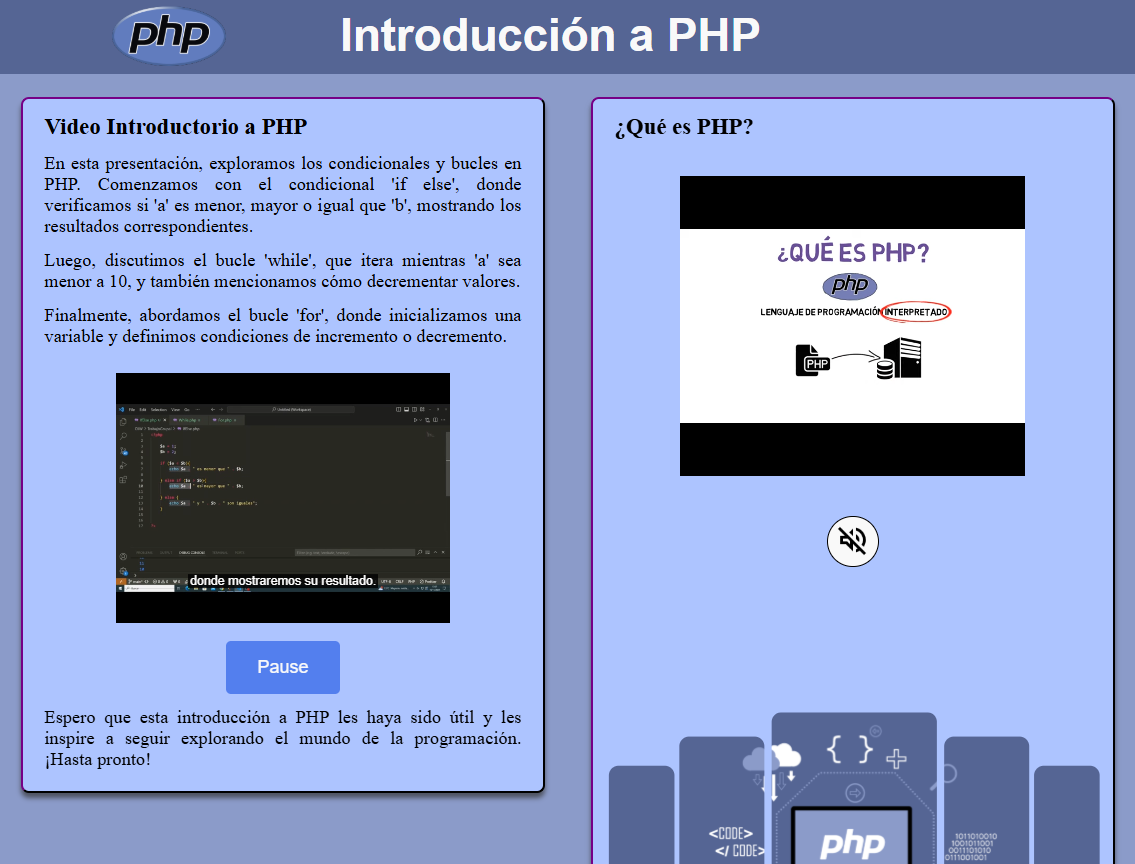 php
Introducción a PHP
Video Introductorio a PHP
En esta presentación, exploramos los condicionales y bucles en
PHP. Comenzamos con el condicional 'if else', donde
verificamos si 'a' es menor, mayor o igual que 'b', mostrando los
resultados correspondientes.
Luego, discutimos el bucle 'while', que itera mientras 'a' sea
menor a 10, y también mencionamos cómo decrementar valores.
Finalmente, abordamos el bucle 'for', donde inicializamos una
variable y definimos condiciones de incremento o decremento.
donde mostraremos su resultado.
Pause
Espero que esta introducción a PHP les haya sido útil y les
inspire a seguir explorando el mundo de la programación.
¡Hasta pronto!
¿Qué es PHP?
¿QUÉ ES PHP?
php
LENGUAJE DE PROGRAMACIÓN INTERPRETADO
PHP
{ }
<CODE>
</ CODE>
php
1011010010
1001011001
0011101010
0111001001